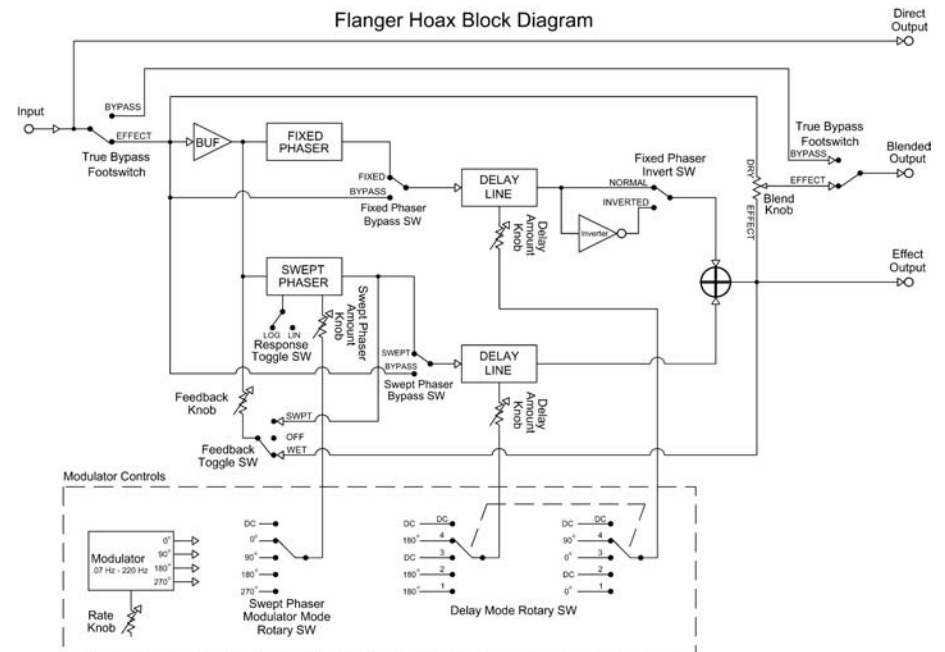 Flanger Hoax Block Diagram
Direct
Output
Input
BYPASS
EFFECT
True Bypass
Footswitch
BUF
FIXED
PHASER
FIXED
BYPASS
Fixed Phaser
Bypass SW
DELAY
LINE
Delay
Amount
Knob
Fixed Phaser
Invert SW
NORMAL
INVERTED
Inverter
DRY
EFFECT
Blend
Knob
True Bypass
Footswitch
BYPASS
EFFECT
Blended
Output
Effect
Output
SWEPT
PHASER
LOG
LIN
Response
Toggle SW
Swept Phaser
Amount
Knob
SWEPT
BYPASS
Swept Phaser
Bypass SW
DELAY
LINE
Delay
Amount
Knob
Feedback
Knob
SWPT
OFF
WET
Feedback
Toggle SW
Modulator Controls
Modulator
.07 Hz - 220 Hz
0°
90°
180°
270°
Rate
Knob
DC
0°
90°
180°
270°
Swept Phaser
Modulator Mode
Rotary SW
DC DC
180° 4
DC 3
180° 2
180° 1
DC DC
90° 4
0° 3
DC 2
0° 1
Delay Mode Rotary SW